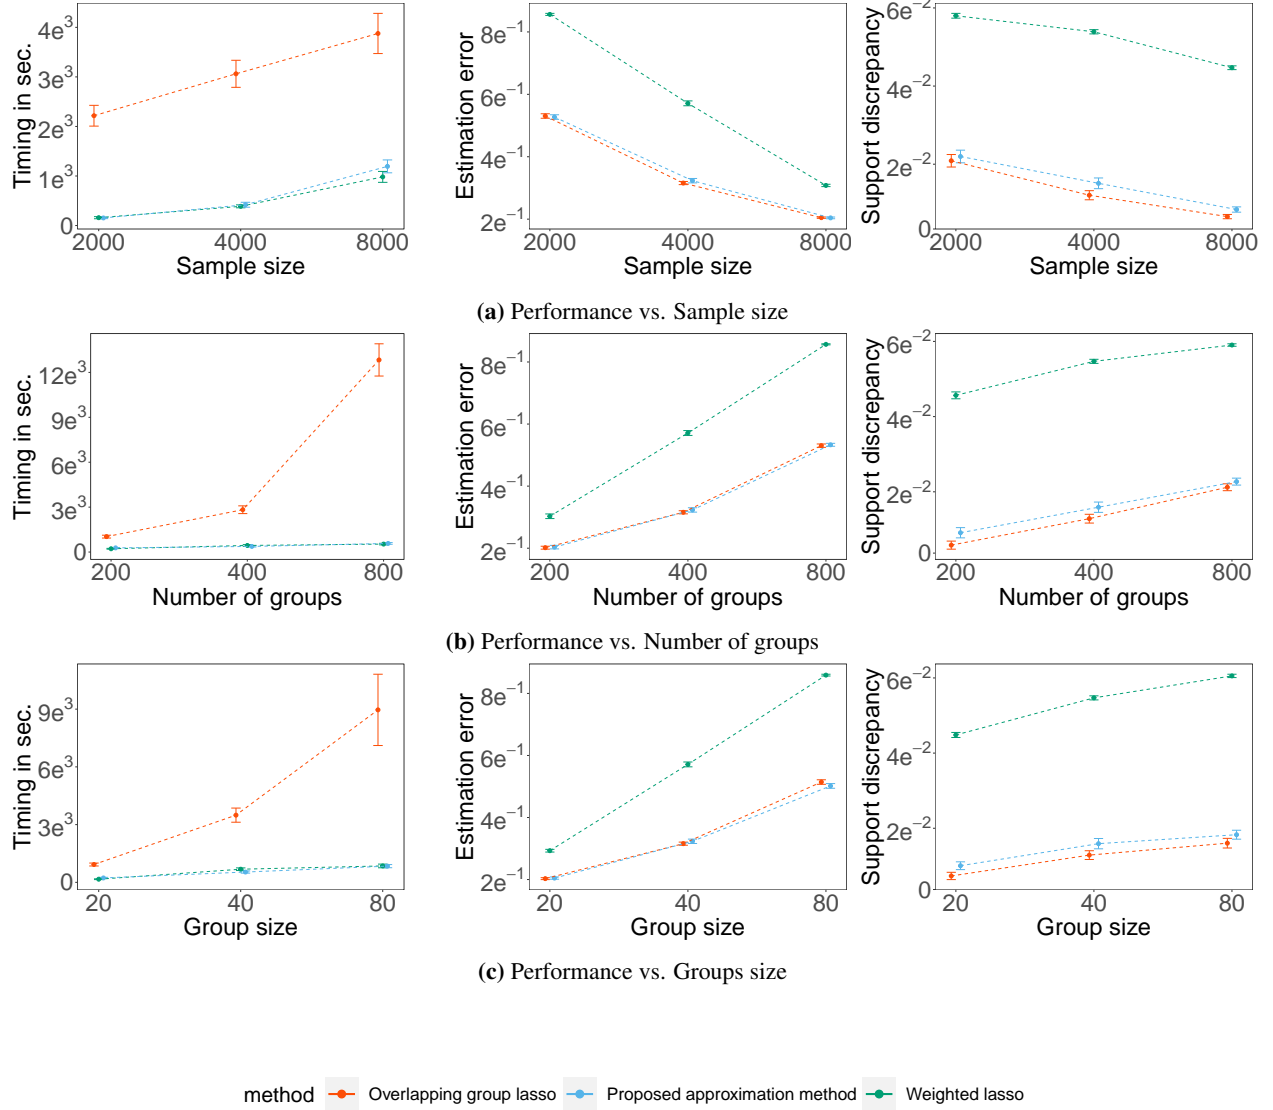 Timing in sec.
4e³
3e³
2e³
1e³
0
2000 4000 8000
Sample size
Estimation error
8e⁻¹
6e⁻¹
4e⁻¹
2e⁻¹
2000 4000 8000
Sample size
Support discrepancy
6e⁻²
4e⁻²
2e⁻²
0
2000 4000 8000
Sample size
(a) Performance vs. Sample size
Timing in sec.
12e³
9e³
6e³
3e³
0
200 400 800
Number of groups
Estimation error
8e⁻¹
6e⁻¹
4e⁻¹
2e⁻¹
200 400 800
Number of groups
Support discrepancy
6e⁻²
4e⁻²
2e⁻²
0
200 400 800
Number of groups
(b) Performance vs. Number of groups
Timing in sec.
9e³
6e³
3e³
0
20 40 80
Group size
Estimation error
8e⁻¹
6e⁻¹
4e⁻¹
2e⁻¹
20 40 80
Group size
Support discrepancy
6e⁻²
4e⁻²
2e⁻²
0
20 40 80
Group size
(c) Performance vs. Groups size
method Overlapping group lasso Proposed approximation method Weighted lasso